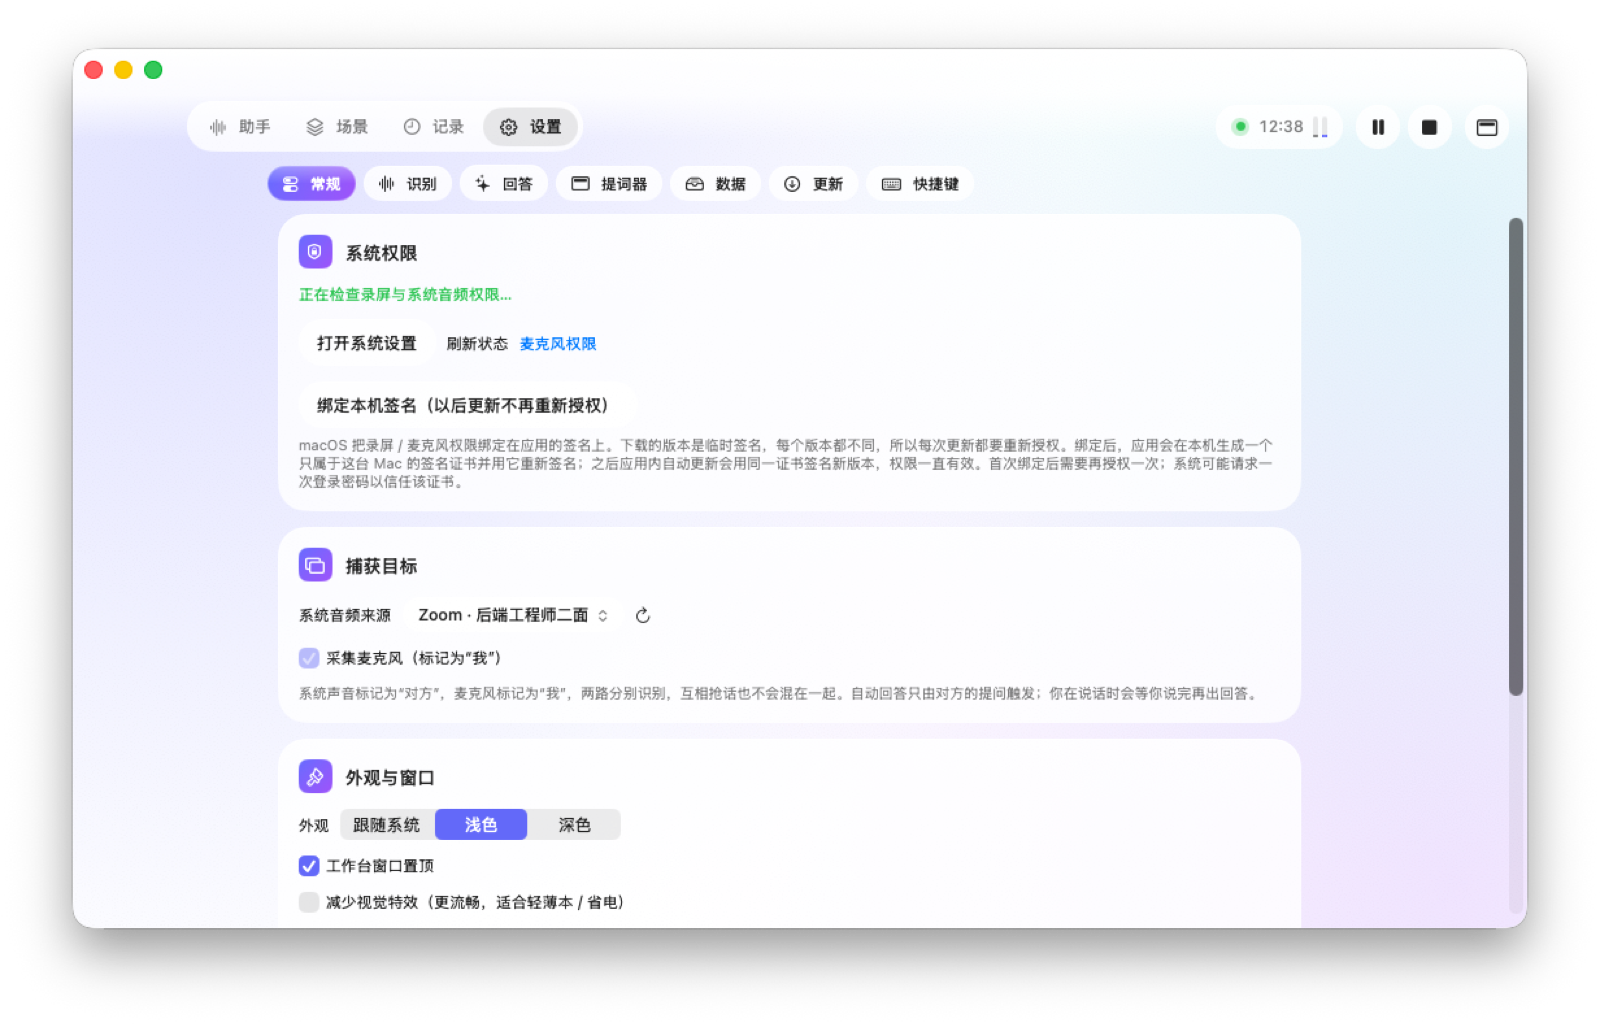 助手 场景 记录 设置 12:38
常规 识别 回答 提词器 数据 更新 快捷键
系统权限
正在检查录屏与系统音频权限...
打开系统设置 刷新状态 麦克风权限
绑定本机签名（以后更新不再重新授权）
macOS 把录屏 / 麦克风权限绑定在应用的签名上。下载的版本是临时签名，每个版本都不同，所以每次更新都要重新授权。绑定后，应用会在本机生成一个
只属于这台 Mac 的签名证书并用它重新签名；之后应用内自动更新会用同一证书签名新版本，权限一直有效。首次绑定后需要再授权一次；系统可能请求一
次登录密码以信任该证书。
捕获目标
系统音频来源 Zoom · 后端工程师二面
采集麦克风（标记为“我”）
系统声音标记为“对方”，麦克风标记为“我”，两路分别识别，互相抢话也不会混在一起。自动回答只由对方的提问触发；你在说话时会等你说完再出回答。
外观与窗口
外观 跟随系统 浅色 深色
工作台窗口置顶
减少视觉特效（更流畅，适合轻薄本 / 省电）